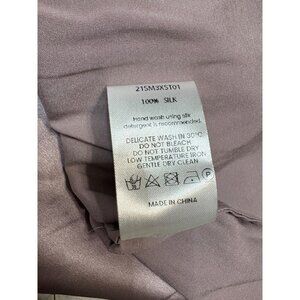 215M3XST01
100% SILK
hand wash using silk
detergent is recommended.
DELICATE WASH IN 30°C
DO NOT BLEACH
DO NOT TUMBLE DRY
LOW TEMPERATURE IRON
GENTLE DRY CLEAN
P
MADE IN CHINA